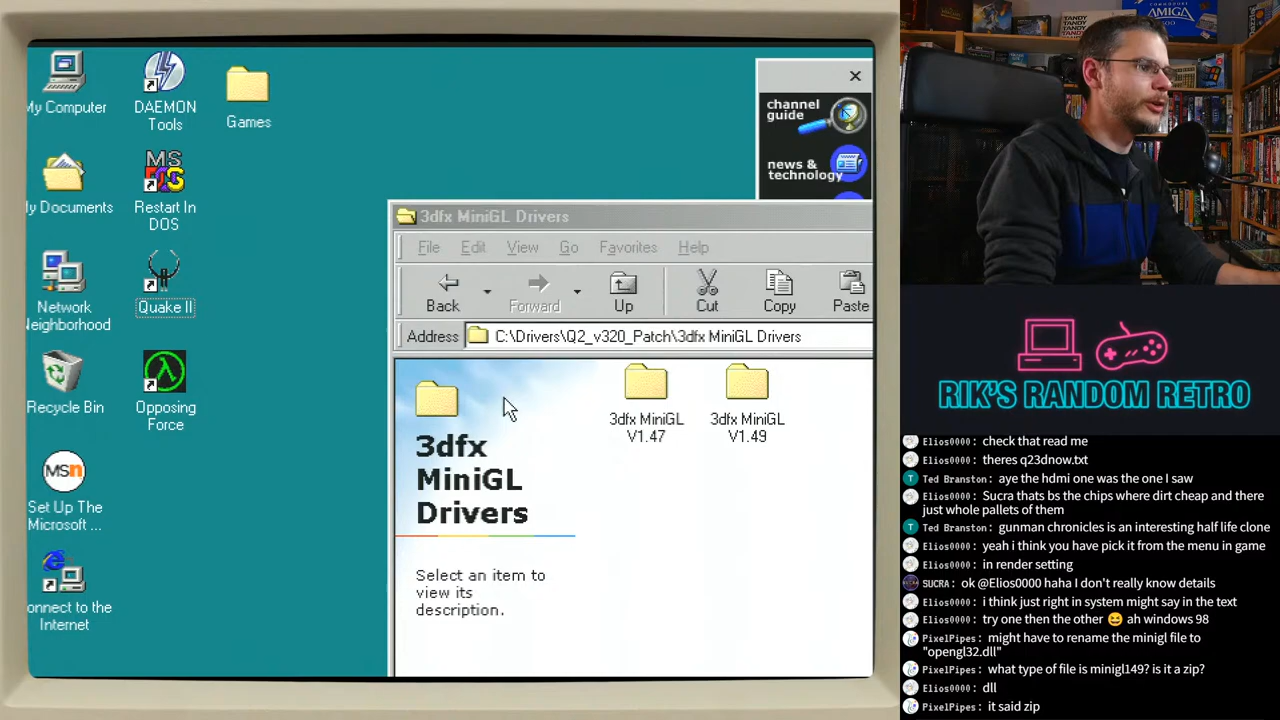 My Computer
DAEMON
Tools
Games
My Documents
MS
Restart In
DOS
Network
Neighborhood
Quake II
Recycle Bin
Opposing
Force
msn
Set Up The
Microsoft ...
Connect to the
Internet
channel
guide
news &
technology
3dfx MiniGL Drivers
File Edit View Go Favorites Help
Back Forward Up Cut Copy Paste
Address C:\Drivers\Q2_v320_Patch\3dfx MiniGL Drivers
3dfx
MiniGL
Drivers
Select an item to
view its
description.
3dfx MiniGL
V1.47
3dfx MiniGL
V1.49
COMMODORE
AMIGA
TANDY
TANDY
RIK'S RANDOM RETRO
Elios0000 : check that read me
Elios0000 : theres q23dnow.txt
T Ted Branston: aye the hdmi one was the one I saw
Elios0000 : Sucra thats bs the chips where dirt cheap and there
just whole pallets of them
T Ted Branston: gunman chronicles is an interesting half life clone
Elios0000 : yeah i think you have pick it from the menu in game
Elios0000 : in render setting
SUCRA: ok @Elios0000 haha I don't really know details
Elios0000 : i think just right in system might say in the text
Elios0000 : try one then the other 😆 ah windows 98
PixelPipes : might have to rename the minigl file to
"opengl32.dll"
PixelPipes : what type of file is minigl149? is it a zip?
Elios0000 : dll
PixelPipes : it said zip